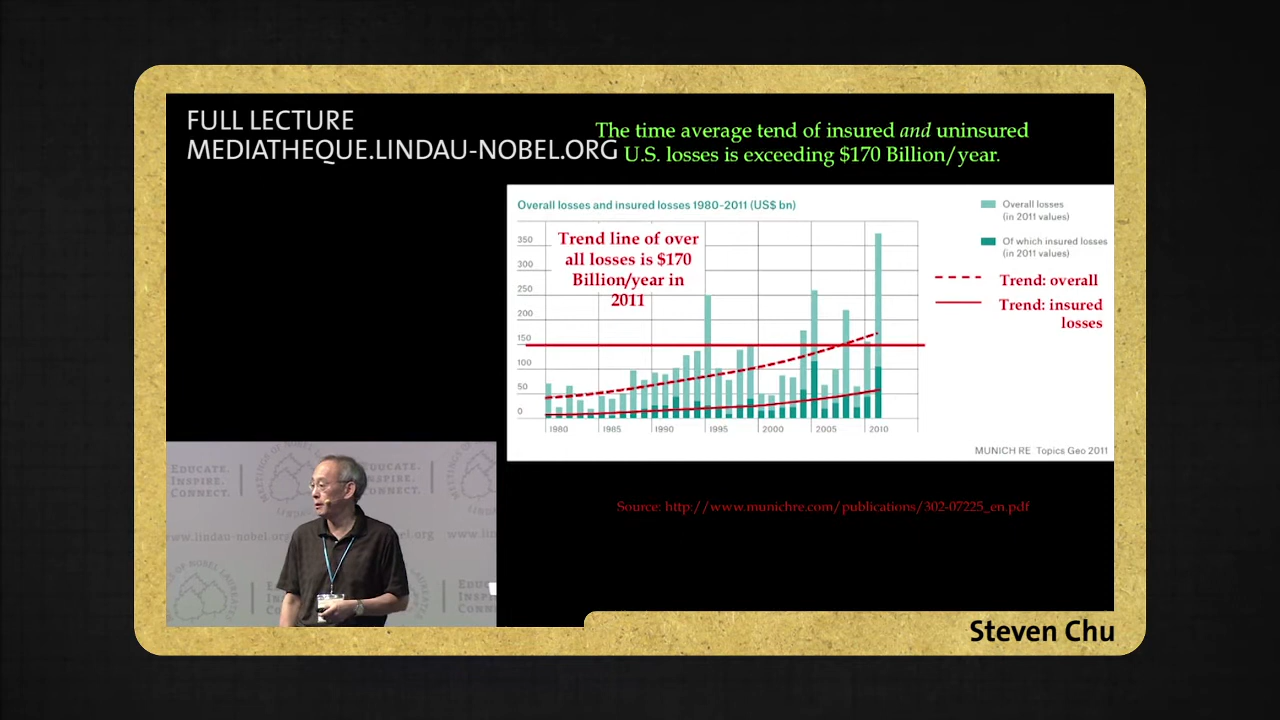 FULL LECTURE
MEDIATHEQUE.LINDAU-NOBEL.ORG
The time average tend of insured and uninsured
U.S. losses is exceeding $170 Billion/year.
Overall losses and insured losses 1980–2011 (US$ bn)
350
300
250
200
150
100
50
0
1980
1985
1990
1995
2000
2005
2010
Trend line of over
all losses is $170
Billion/year in
2011
Overall losses
(in 2011 values)
Of which insured losses
(in 2011 values)
Trend: overall
Trend: insured
losses
MUNICH RE Topics Geo 2011
Source: http://www.munichre.com/publications/302-07225_en.pdf
EDUCATE.
INSPIRE.
CONNECT.
www.lindau-nobel.org
Steven Chu